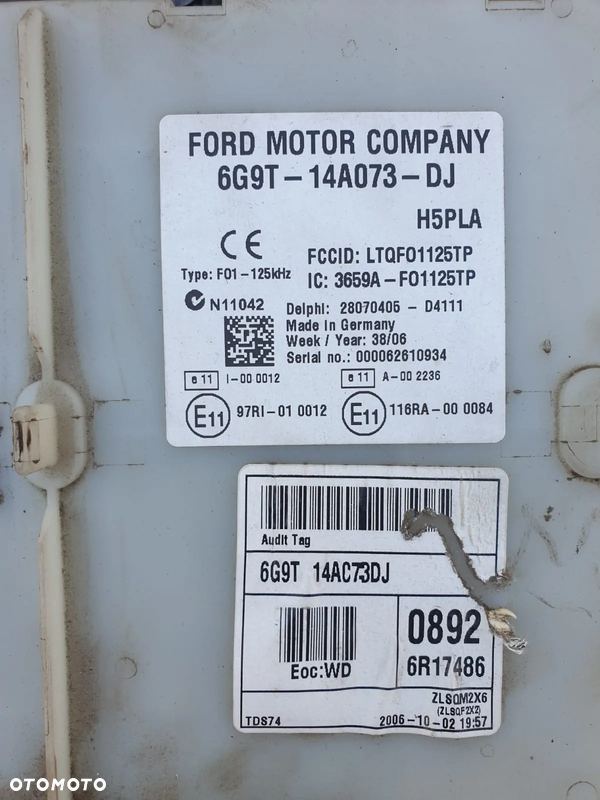 FORD MOTOR COMPANY
6G9T-14A073-DJ
H5PLA
CE
FCCID: LTQFO1125TP
Type: FO1-125kHz
IC: 3659A-FO1125TP
N11042
Delphi: 28070405 - D4111
Made in Germany
Week / Year: 38/06
Serial no.: 000062610934
e 11 I-00 0012
e 11 A-00 2236
E11 97RI-01 0012
E11 116RA-00 0084
Audit Tag
6G9T 14AC73DJ
0892
Eoc:WD
6R17486
ZLSQM2X6
(ZLSQF2X2)
TDS74
2006-10-02 19:57
OTOMOTO